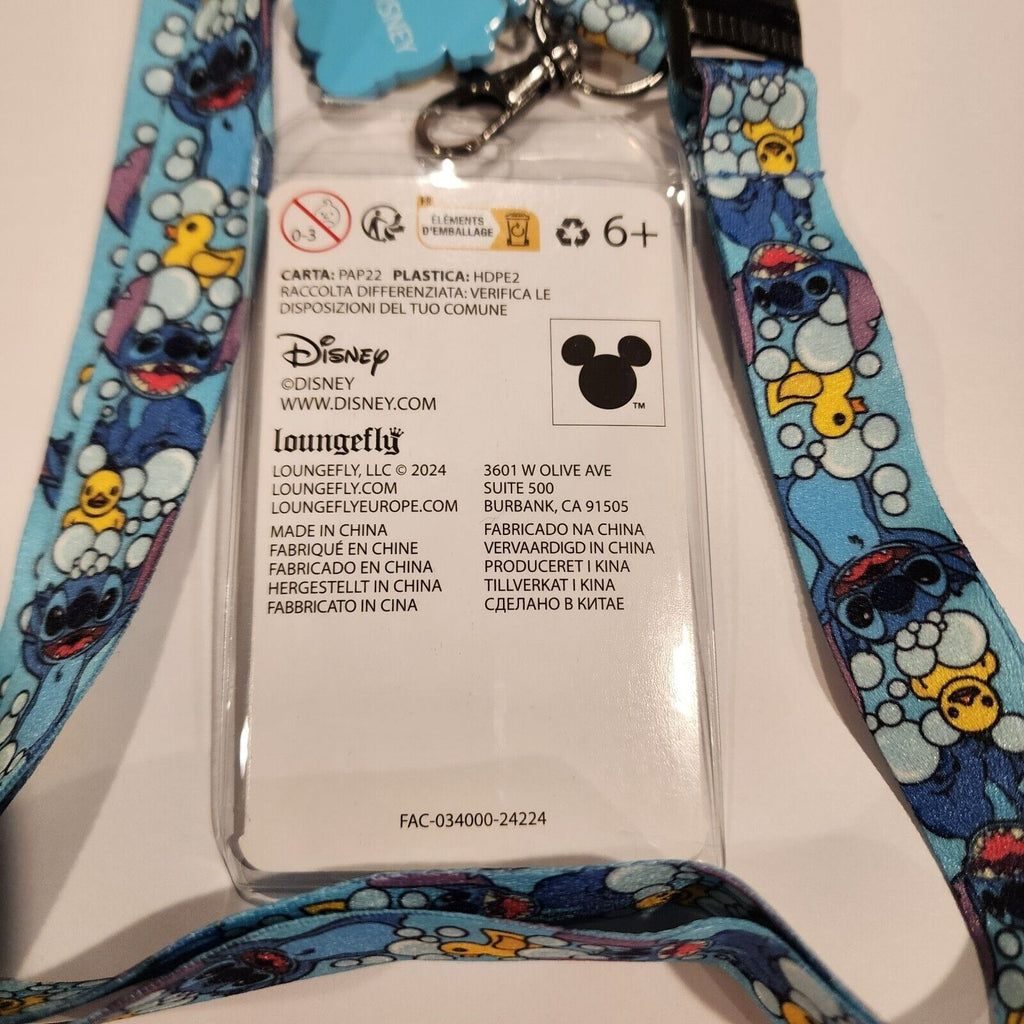 DISNEY
0-3
FR
ÉLÉMENTS
D'EMBALLAGE
6+
CARTA: PAP22 PLASTICA: HDPE2
RACCOLTA DIFFERENZIATA: VERIFICA LE
DISPOSIZIONI DEL TUO COMUNE
Disney
©DISNEY
WWW.DISNEY.COM
TM
loungefly
LOUNGEFLY, LLC © 2024
LOUNGEFLY.COM
LOUNGEFLYEUROPE.COM
3601 W OLIVE AVE
SUITE 500
BURBANK, CA 91505
MADE IN CHINA
FABRIQUÉ EN CHINE
FABRICADO EN CHINA
HERGESTELLT IN CHINA
FABBRICATO IN CINA
FABRICADO NA CHINA
VERVAARDIGD IN CHINA
PRODUCERET I KINA
TILLVERKAT I KINA
СДЕЛАНО В КИТАЕ
FAC-034000-24224